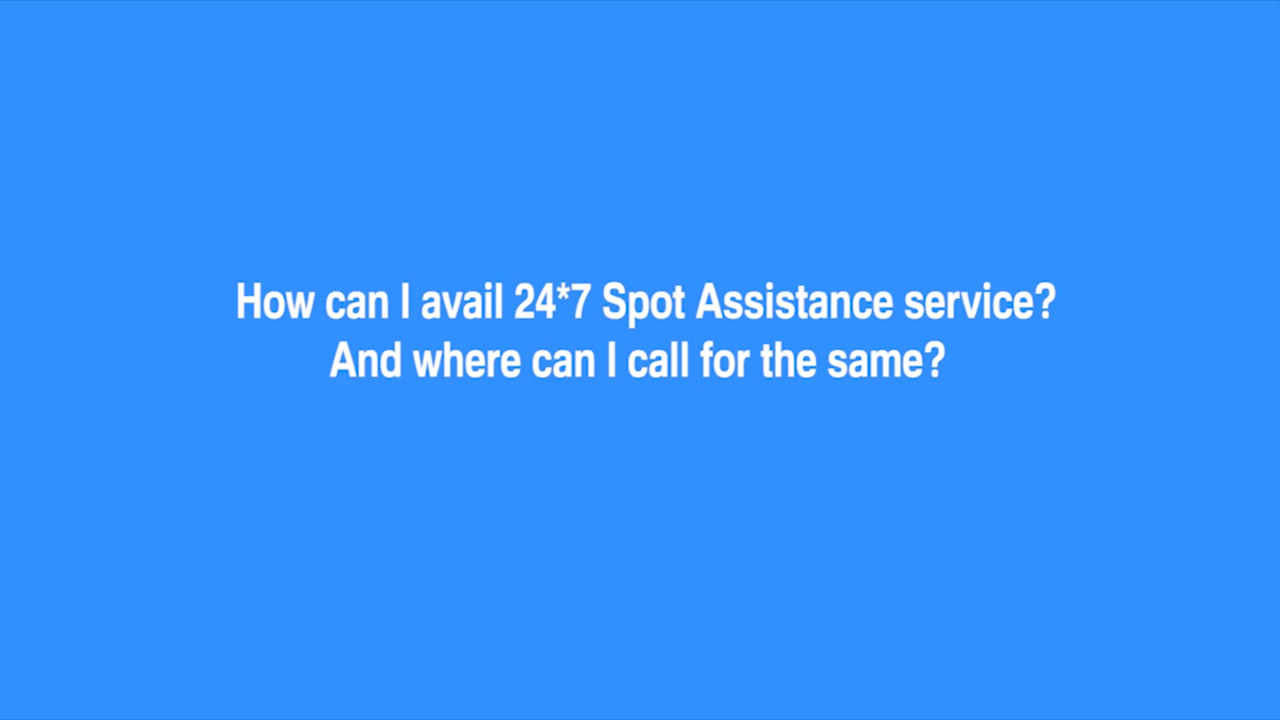 How can I avail 24*7 Spot Assistance service?
And where can I call for the same?